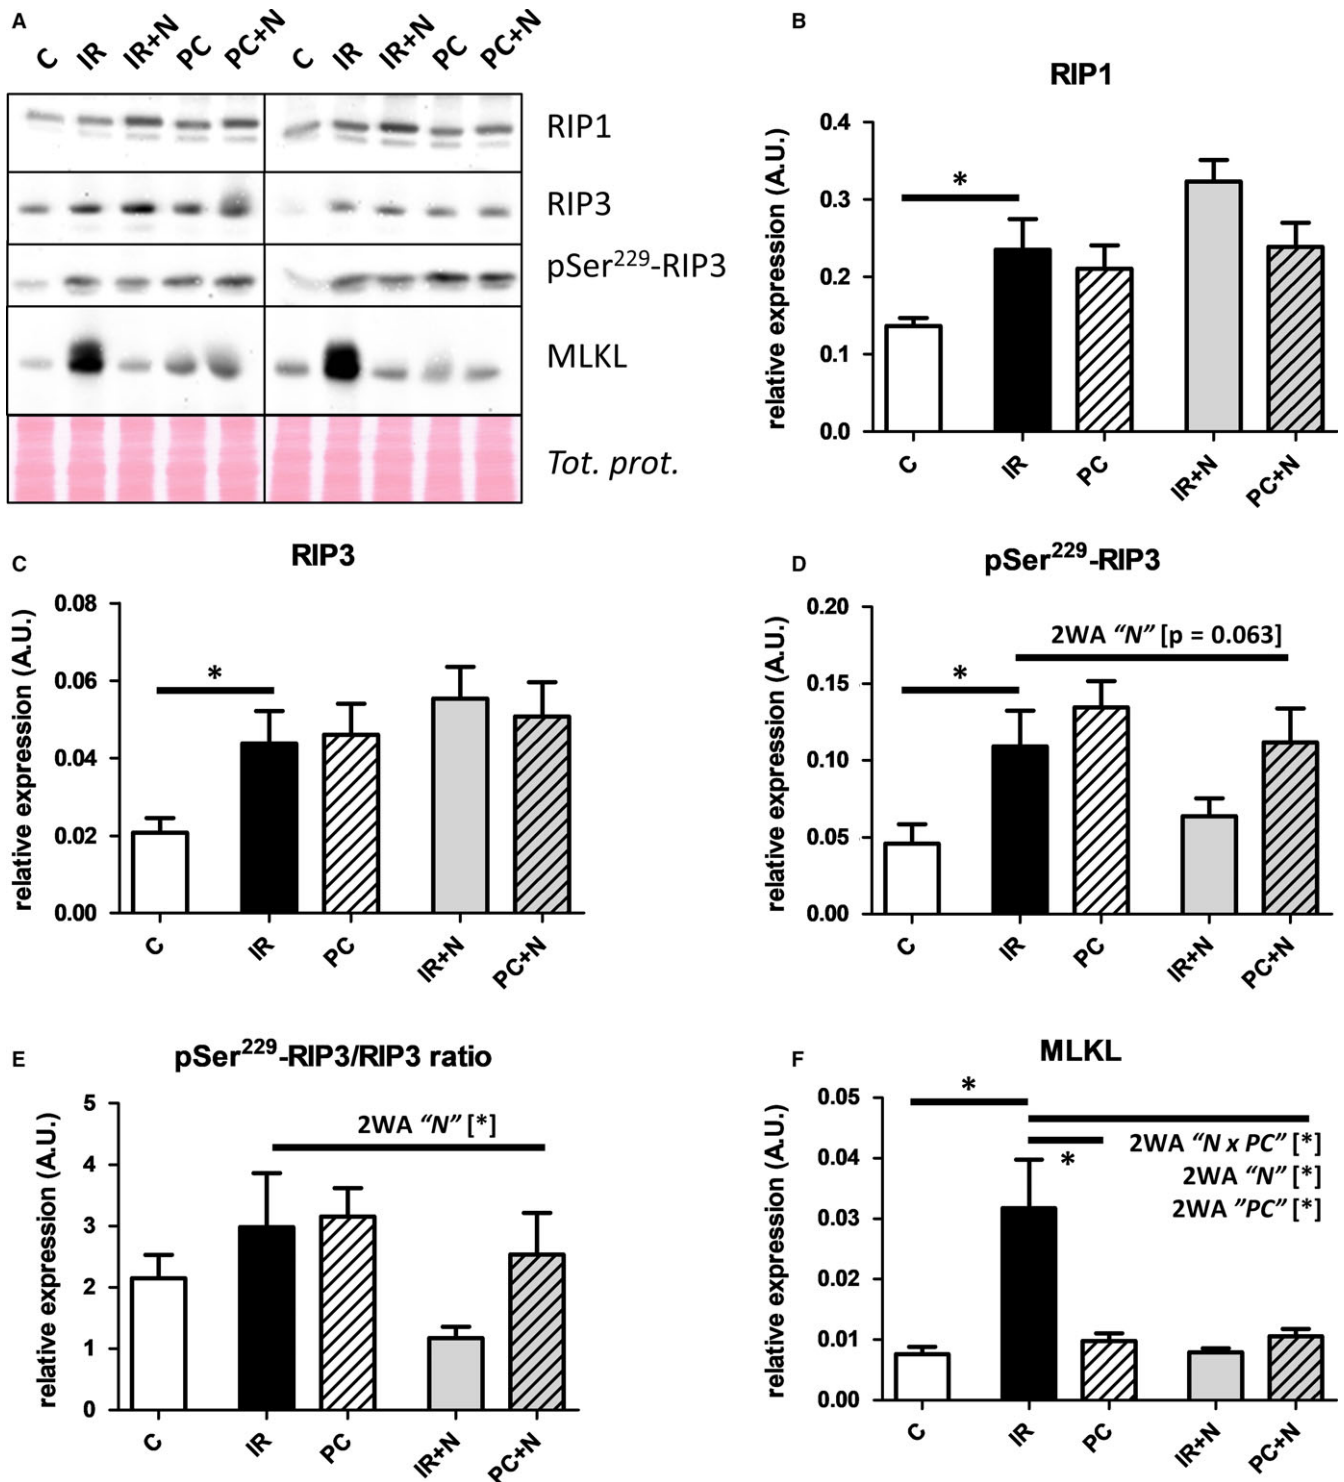 A
C IR IR+N PC PC+N C IR IR+N PC PC+N
RIP1
RIP3
pSer229-RIP3
MLKL
Tot. prot.
B
RIP1
relative expression (A.U.)
0.4
0.3
0.2
0.1
0.0
*
C IR PC IR+N PC+N
C
RIP3
relative expression (A.U.)
0.08
0.06
0.04
0.02
0.00
*
C IR PC IR+N PC+N
D
pSer229-RIP3
relative expression (A.U.)
0.20
0.15
0.10
0.05
0.00
2WA “N” [p = 0.063]
*
C IR PC IR+N PC+N
E
pSer229-RIP3/RIP3 ratio
relative expression (A.U.)
5
4
3
2
1
0
2WA “N” [*]
C IR PC IR+N PC+N
F
MLKL
relative expression (A.U.)
0.05
0.04
0.03
0.02
0.01
0.00
*
*
2WA “N x PC” [*]
2WA “N” [*]
2WA ”PC” [*]
C IR PC IR+N PC+N